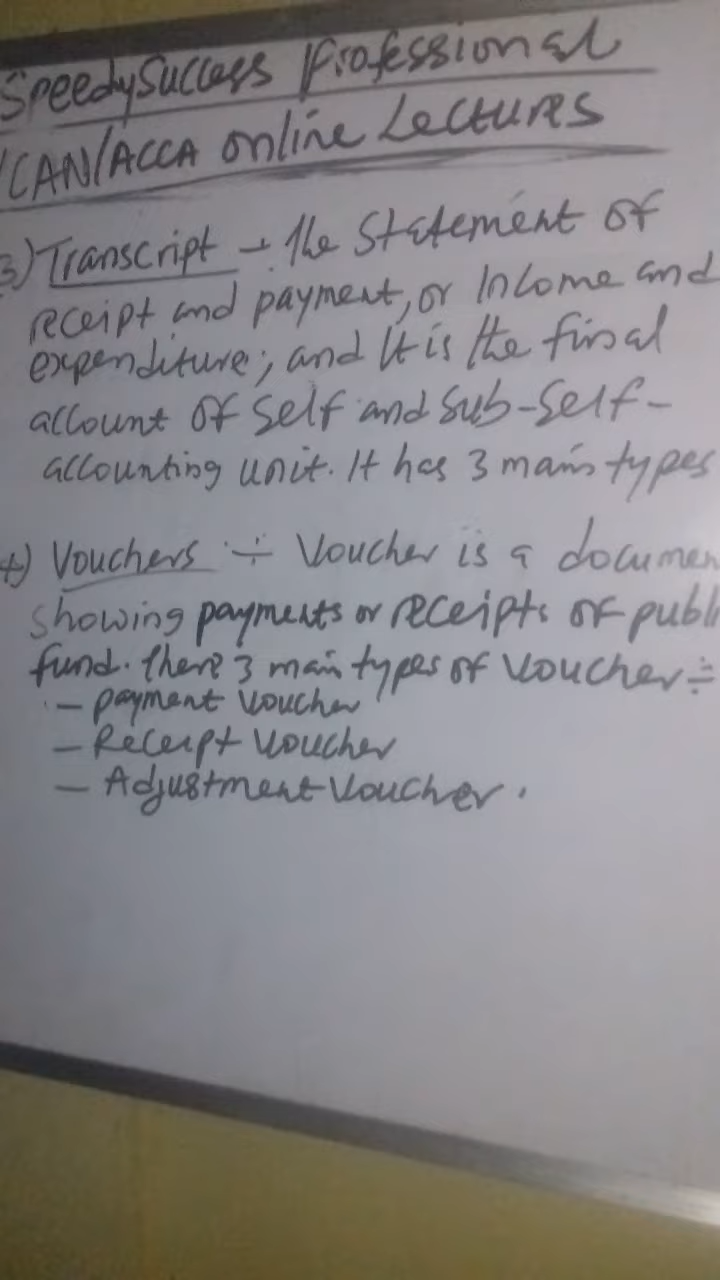 SpeedySuccess Professional
ICAN/ACCA online Lectures
3) Transcript ÷ the Statement of
receipt and payment, or Income and
expenditure; and It is the final
account of Self and Sub-Self-
accounting unit. It has 3 main types
4) Vouchers ÷ Voucher is a documen
showing payments or receipts of publi
fund. there 3 main types of Voucher ÷
- payment Voucher
- Receipt Voucher
- Adjustment Voucher.